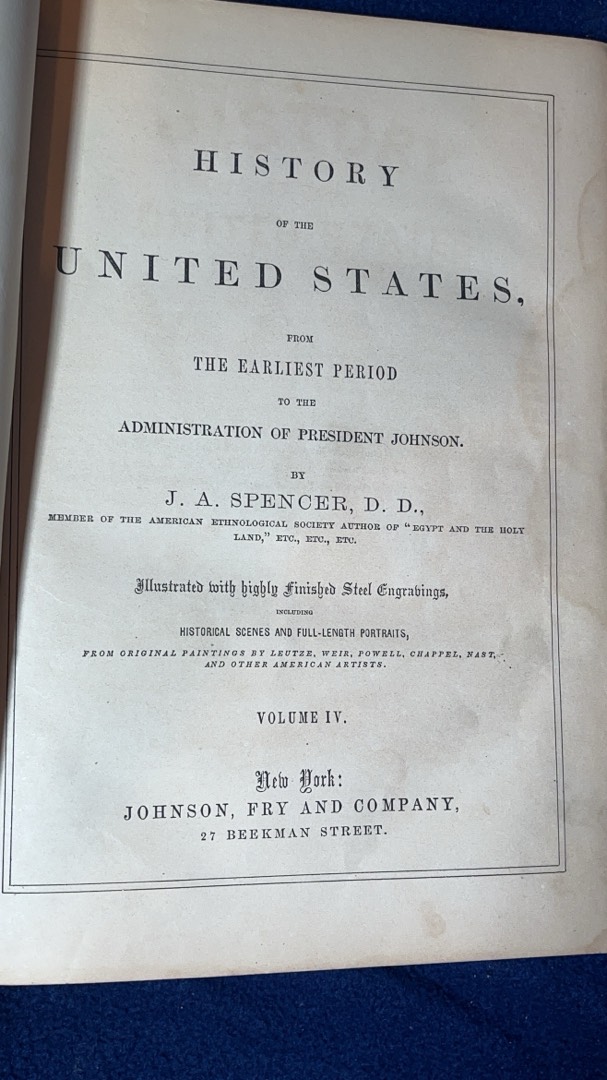 HISTORY
OF THE
UNITED STATES,
FROM
THE EARLIEST PERIOD
TO THE
ADMINISTRATION OF PRESIDENT JOHNSON.
BY
J. A. SPENCER, D. D.,
MEMBER OF THE AMERICAN ETHNOLOGICAL SOCIETY AUTHOR OF "EGYPT AND THE HOLY
LAND," ETC., ETC., ETC.
Illustrated with highly Finished Steel Engravings,
INCLUDING
HISTORICAL SCENES AND FULL-LENGTH PORTRAITS,
FROM ORIGINAL PAINTINGS BY LEUTZE, WEIR, POWELL, CHAPPEL, NAST,
AND OTHER AMERICAN ARTISTS.
VOLUME IV.
New York:
JOHNSON, FRY AND COMPANY,
27 BEEKMAN STREET.